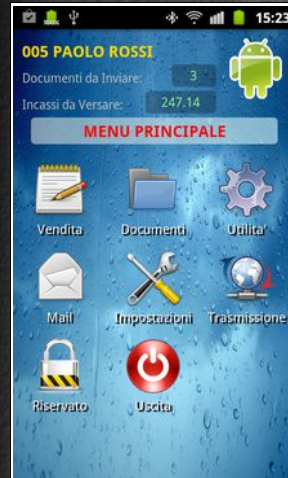 15:23
005 PAOLO ROSSI
Documenti da Inviare: 3
Incassi da Versare: 247.14
MENU PRINCIPALE
Vendita Documenti Utilita'
Mail Impostazioni Trasmissione
Riservato Uscita